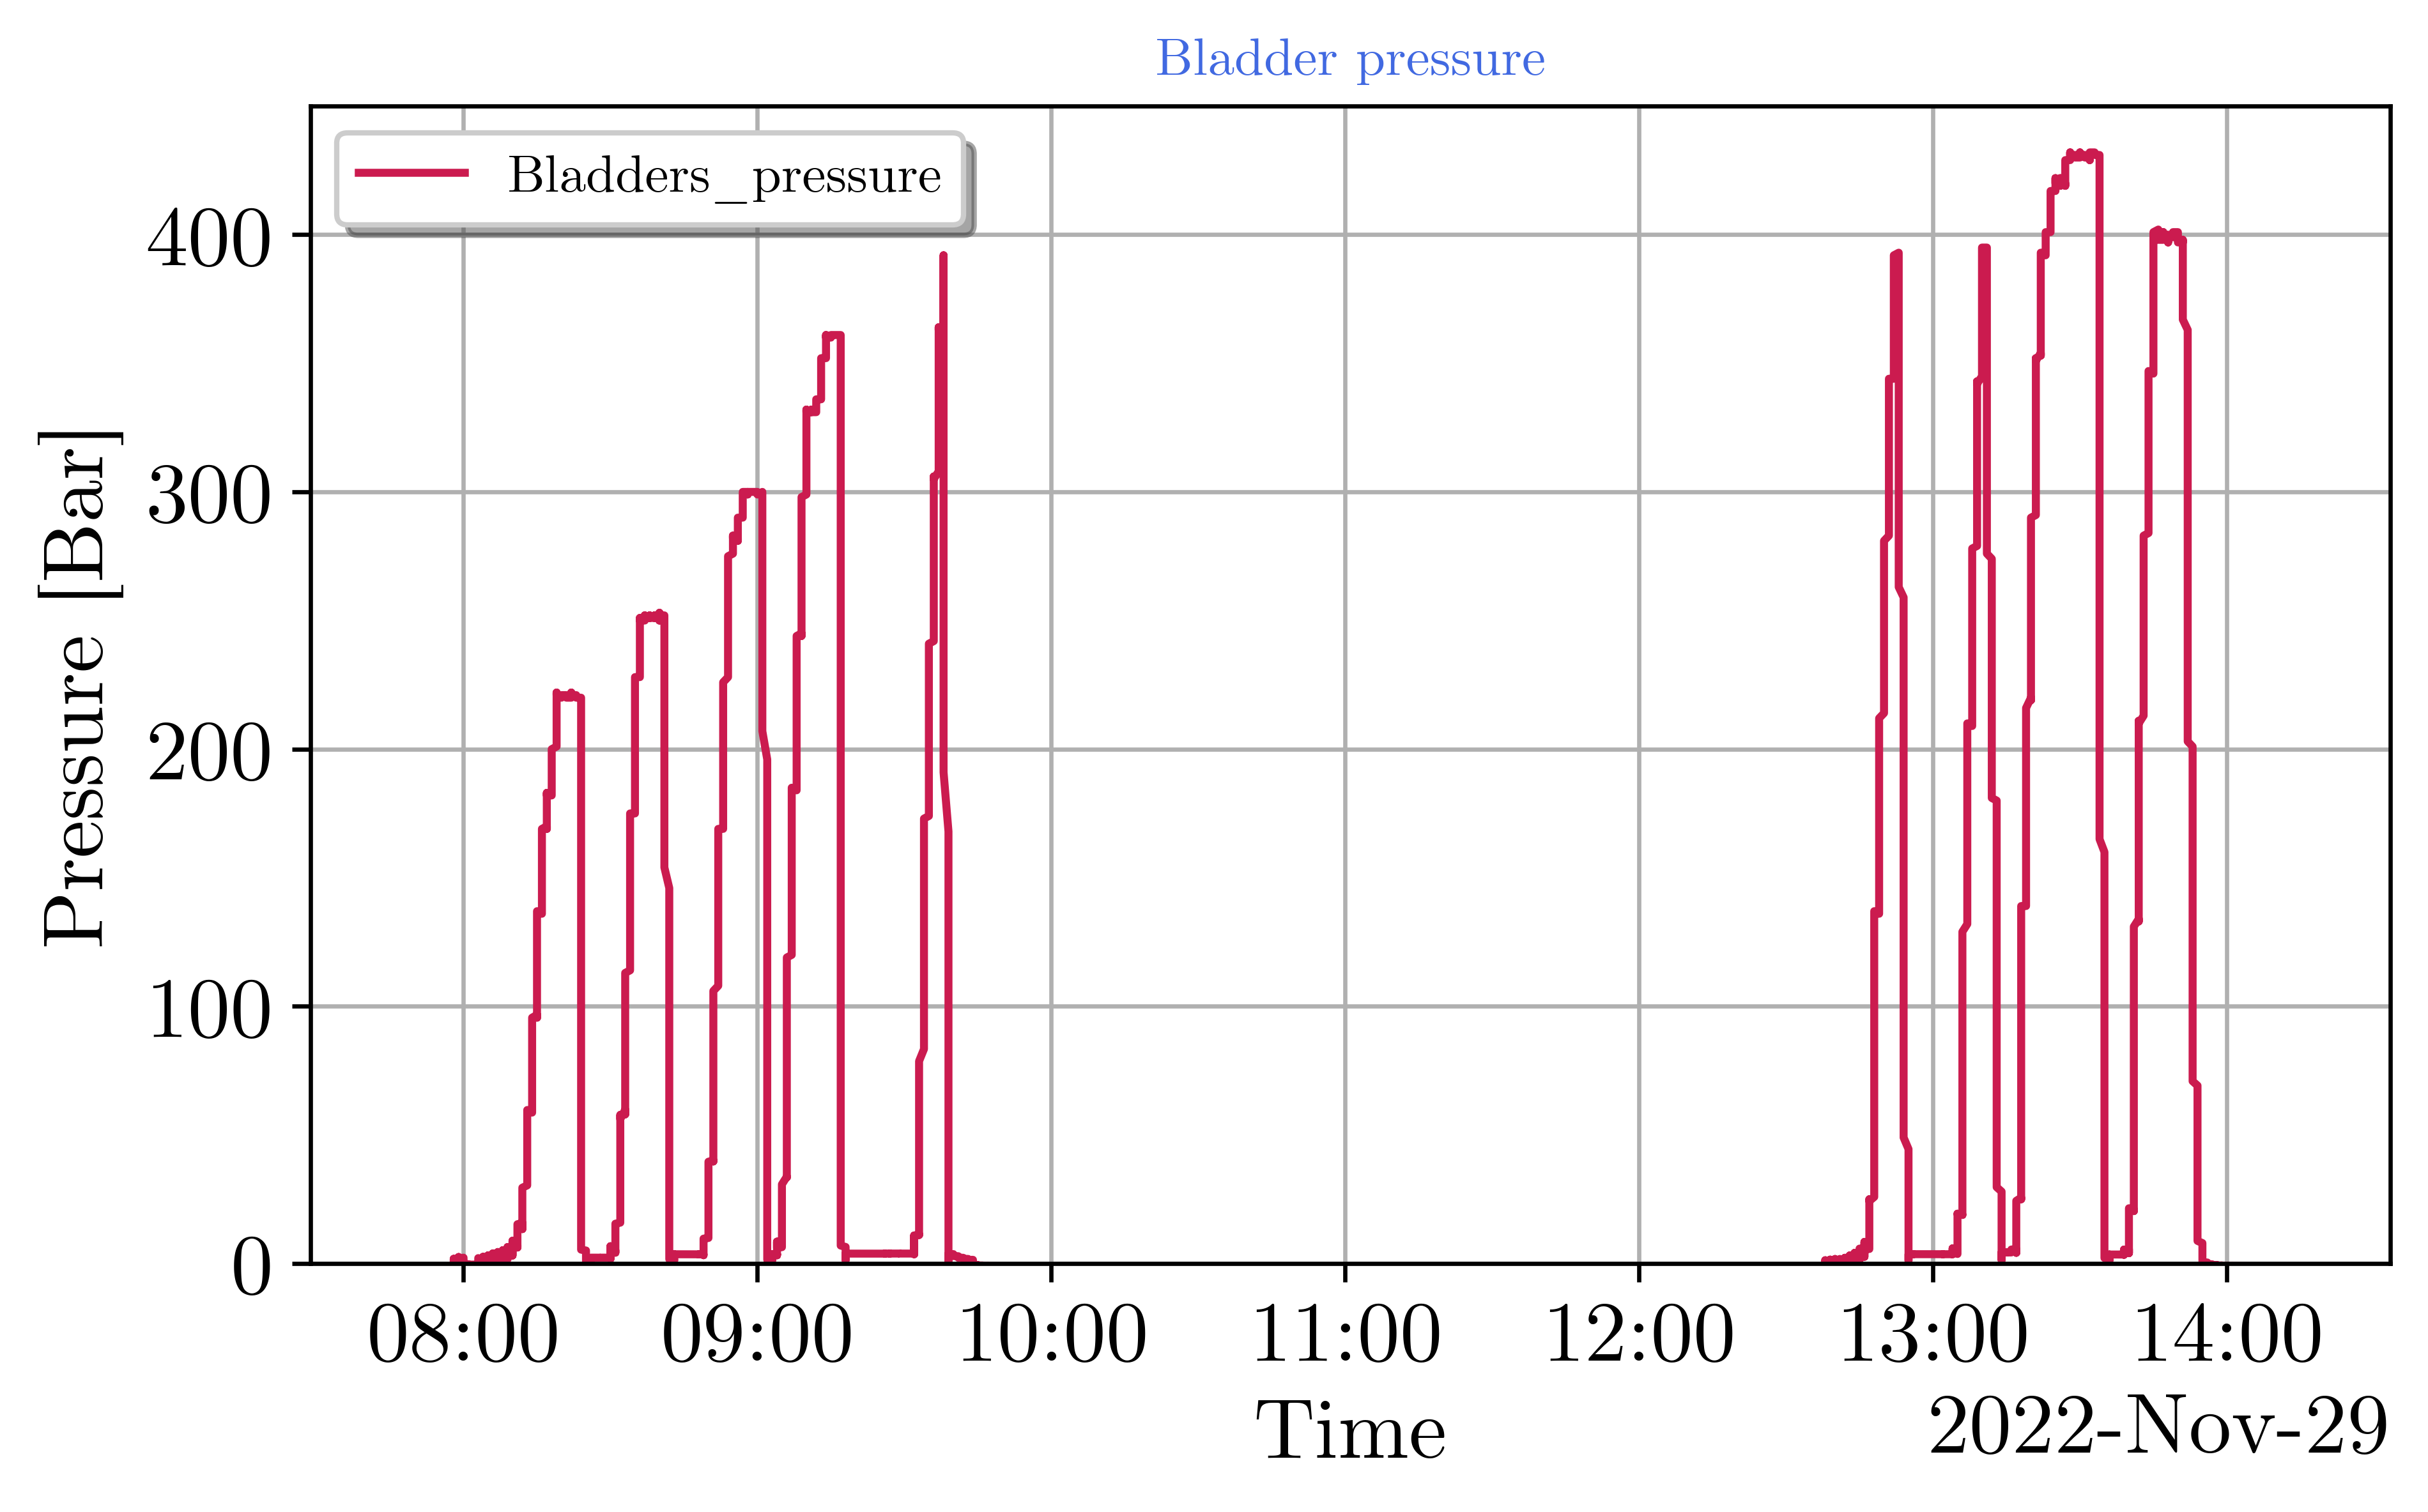 Bladder pressure
Bladders_pressure
Pressure [Bar]
400
300
200
100
0
08:00 09:00 10:00 11:00 12:00 13:00 14:00
Time
2022-Nov-29